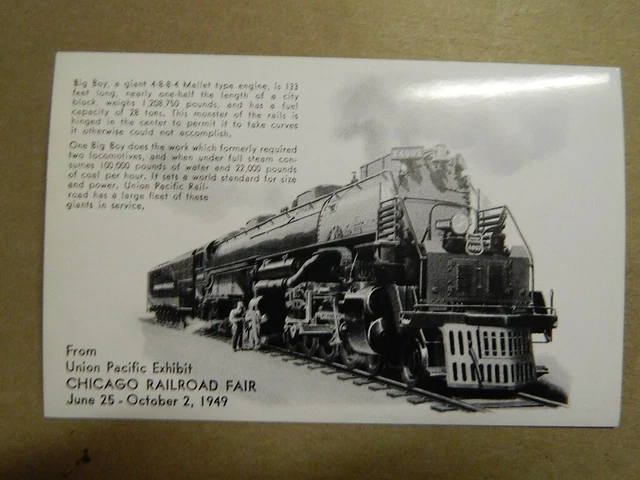 Big Boy, a giant 4-8-8-4 Mallet type engine, is 133
feet long, nearly one-half the length of a city
block, weighs 1,208,750 pounds, and has a fuel
capacity of 28 tons. This monster of the rails is
hinged in the center to permit it to take curves
it otherwise could not accomplish.
One Big Boy does the work which formerly required
two locomotives, and when under full steam con-
sumes 100,000 pounds of water and 22,000 pounds
of coal per hour. It sets a world standard for size
and power. Union Pacific Rail-
road has a large fleet of these
giants in service.
From
Union Pacific Exhibit
CHICAGO RAILROAD FAIR
June 25 - October 2, 1949